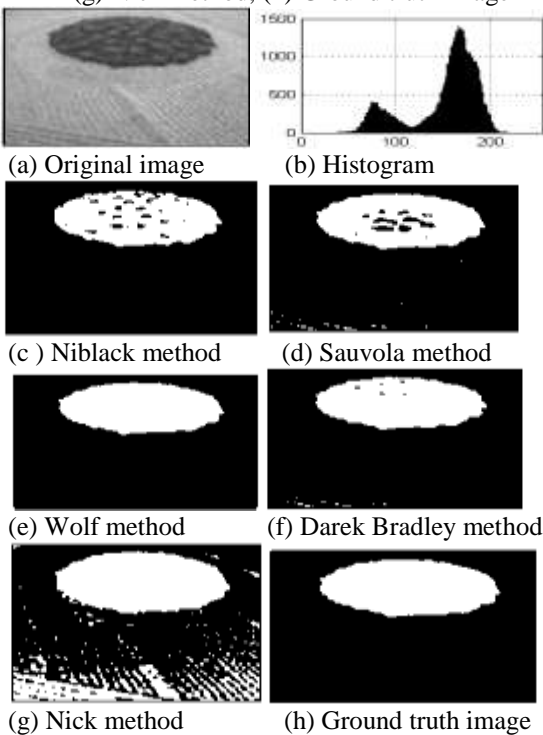 1500
1000
500
0
0 100 200
(a) Original image (b) Histogram
(c ) Niblack method (d) Sauvola method
(e) Wolf method (f) Darek Bradley method
(g) Nick method (h) Ground truth image